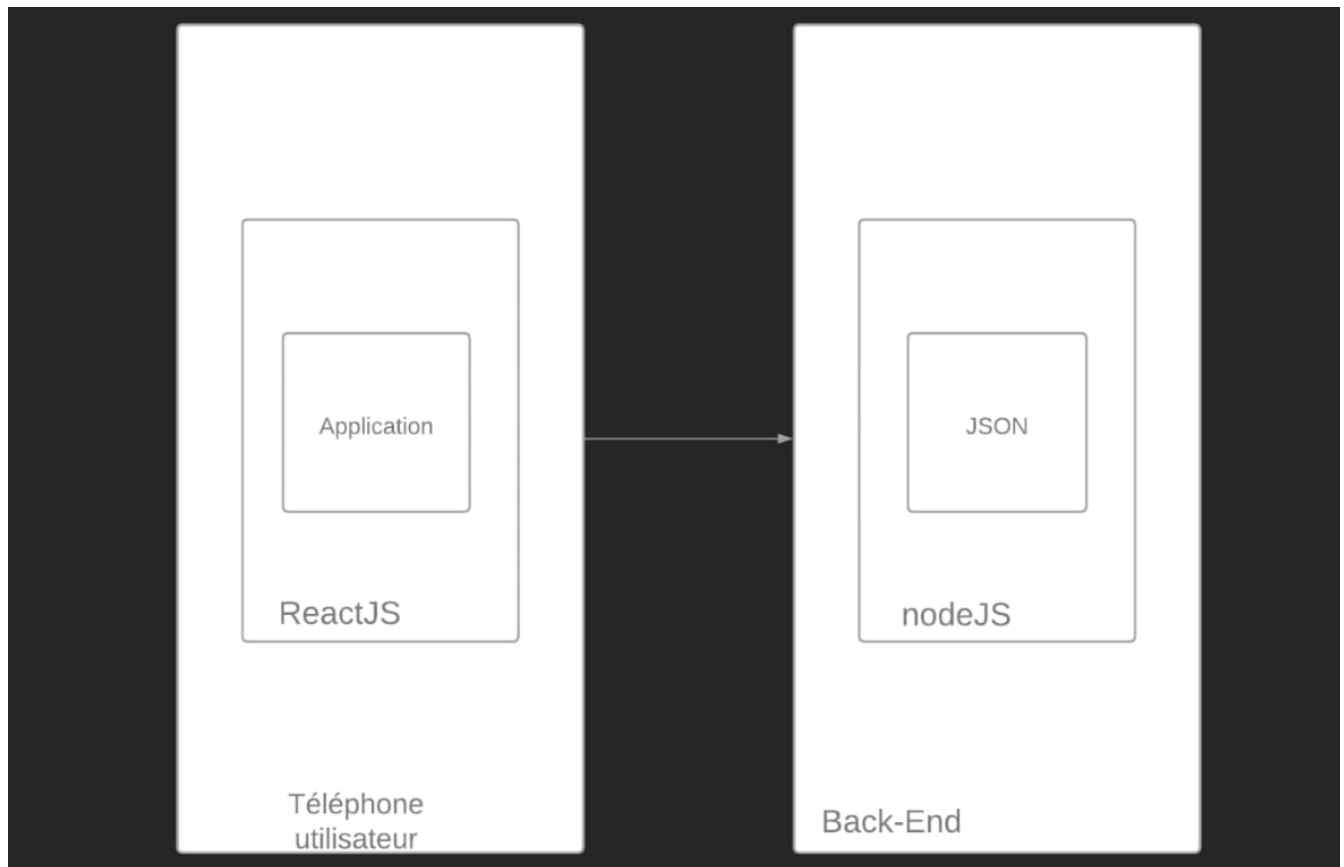 Application
JSON
ReactJS
nodeJS
Téléphone
utilisateur
Back-End